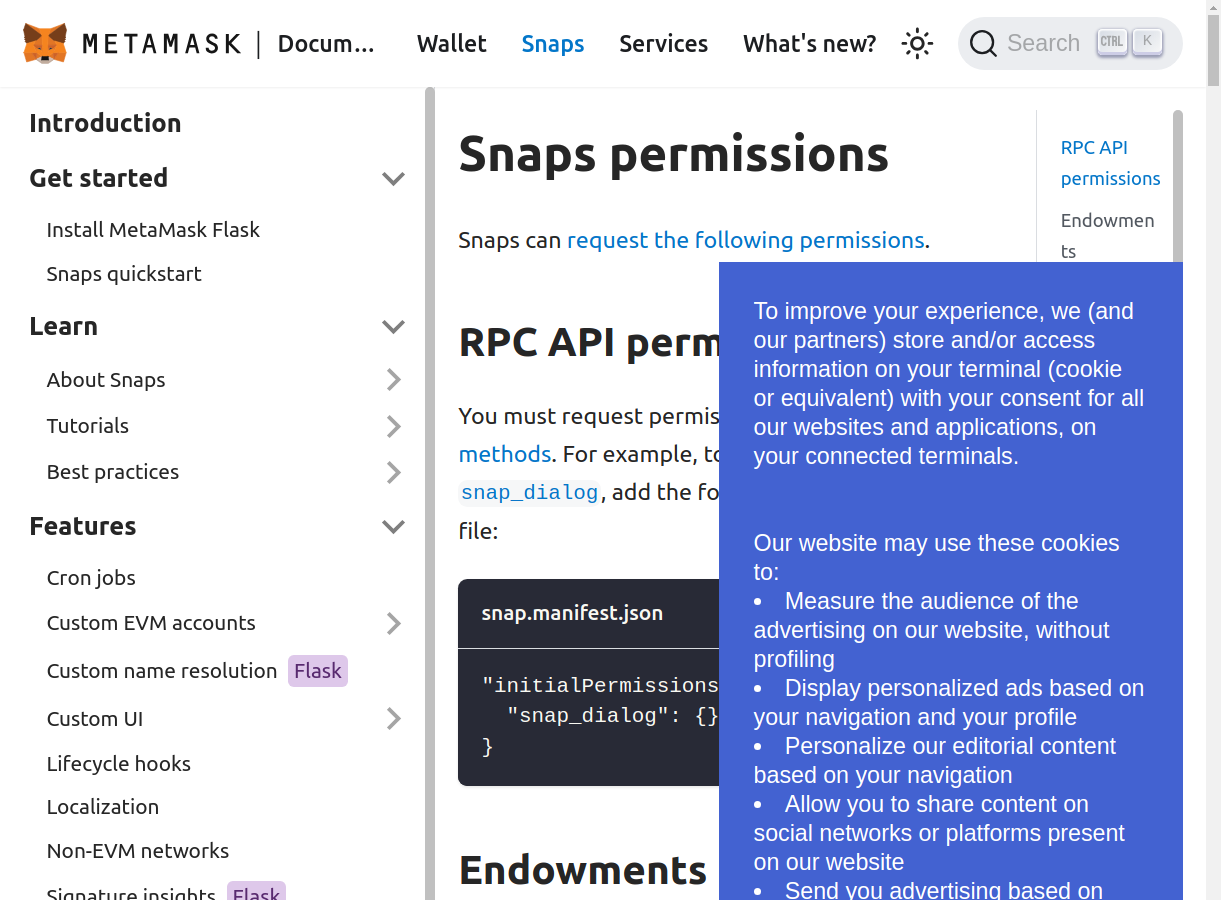 METAMASK | Docum... Wallet Snaps Services What's new? Search CTRL K
Introduction
Get started
Install MetaMask Flask
Snaps quickstart
Learn
About Snaps
Tutorials
Best practices
Features
Cron jobs
Custom EVM accounts
Custom name resolution Flask
Custom UI
Lifecycle hooks
Localization
Non-EVM networks
Signature insights Flask
Snaps permissions
Snaps can request the following permissions.
RPC API perm
You must request permis
methods. For example, to
snap_dialog, add the fo
file:
snap.manifest.json
"initialPermissions
"snap_dialog": {}
}
Endowments
RPC API
permissions
Endowmen
ts
To improve your experience, we (and
our partners) store and/or access
information on your terminal (cookie
or equivalent) with your consent for all
our websites and applications, on
your connected terminals.
Our website may use these cookies
to:
• Measure the audience of the
advertising on our website, without
profiling
• Display personalized ads based on
your navigation and your profile
• Personalize our editorial content
based on your navigation
• Allow you to share content on
social networks or platforms present
on our website
• Send you advertising based on